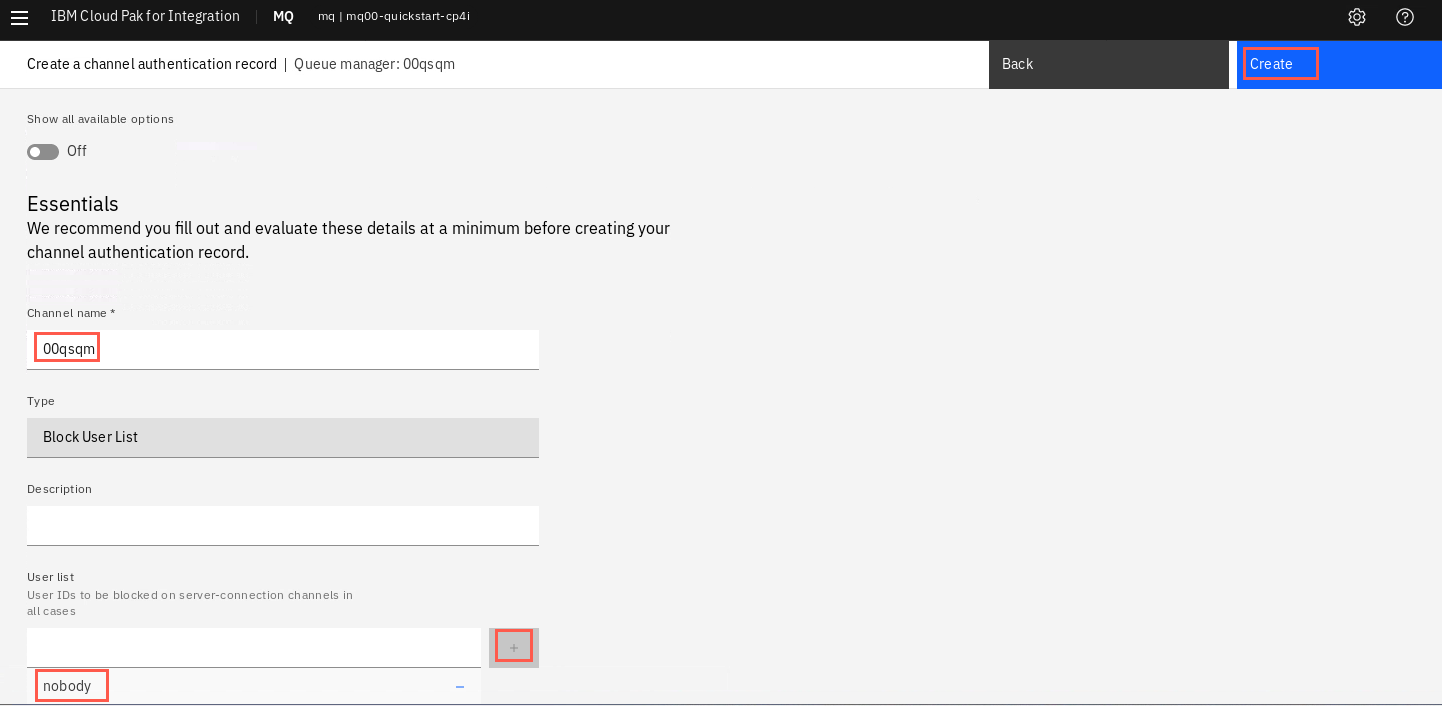 IBM Cloud Pak for Integration MQ mq | mq00-quickstart-cp4i
Create a channel authentication record | Queue manager: 00qsqm Back Create
Show all available options
Off
Essentials
We recommend you fill out and evaluate these details at a minimum before creating your
channel authentication record.
Channel name *
00qsqm
Type
Block User List
Description
User list
User IDs to be blocked on server-connection channels in
all cases
+
nobody −